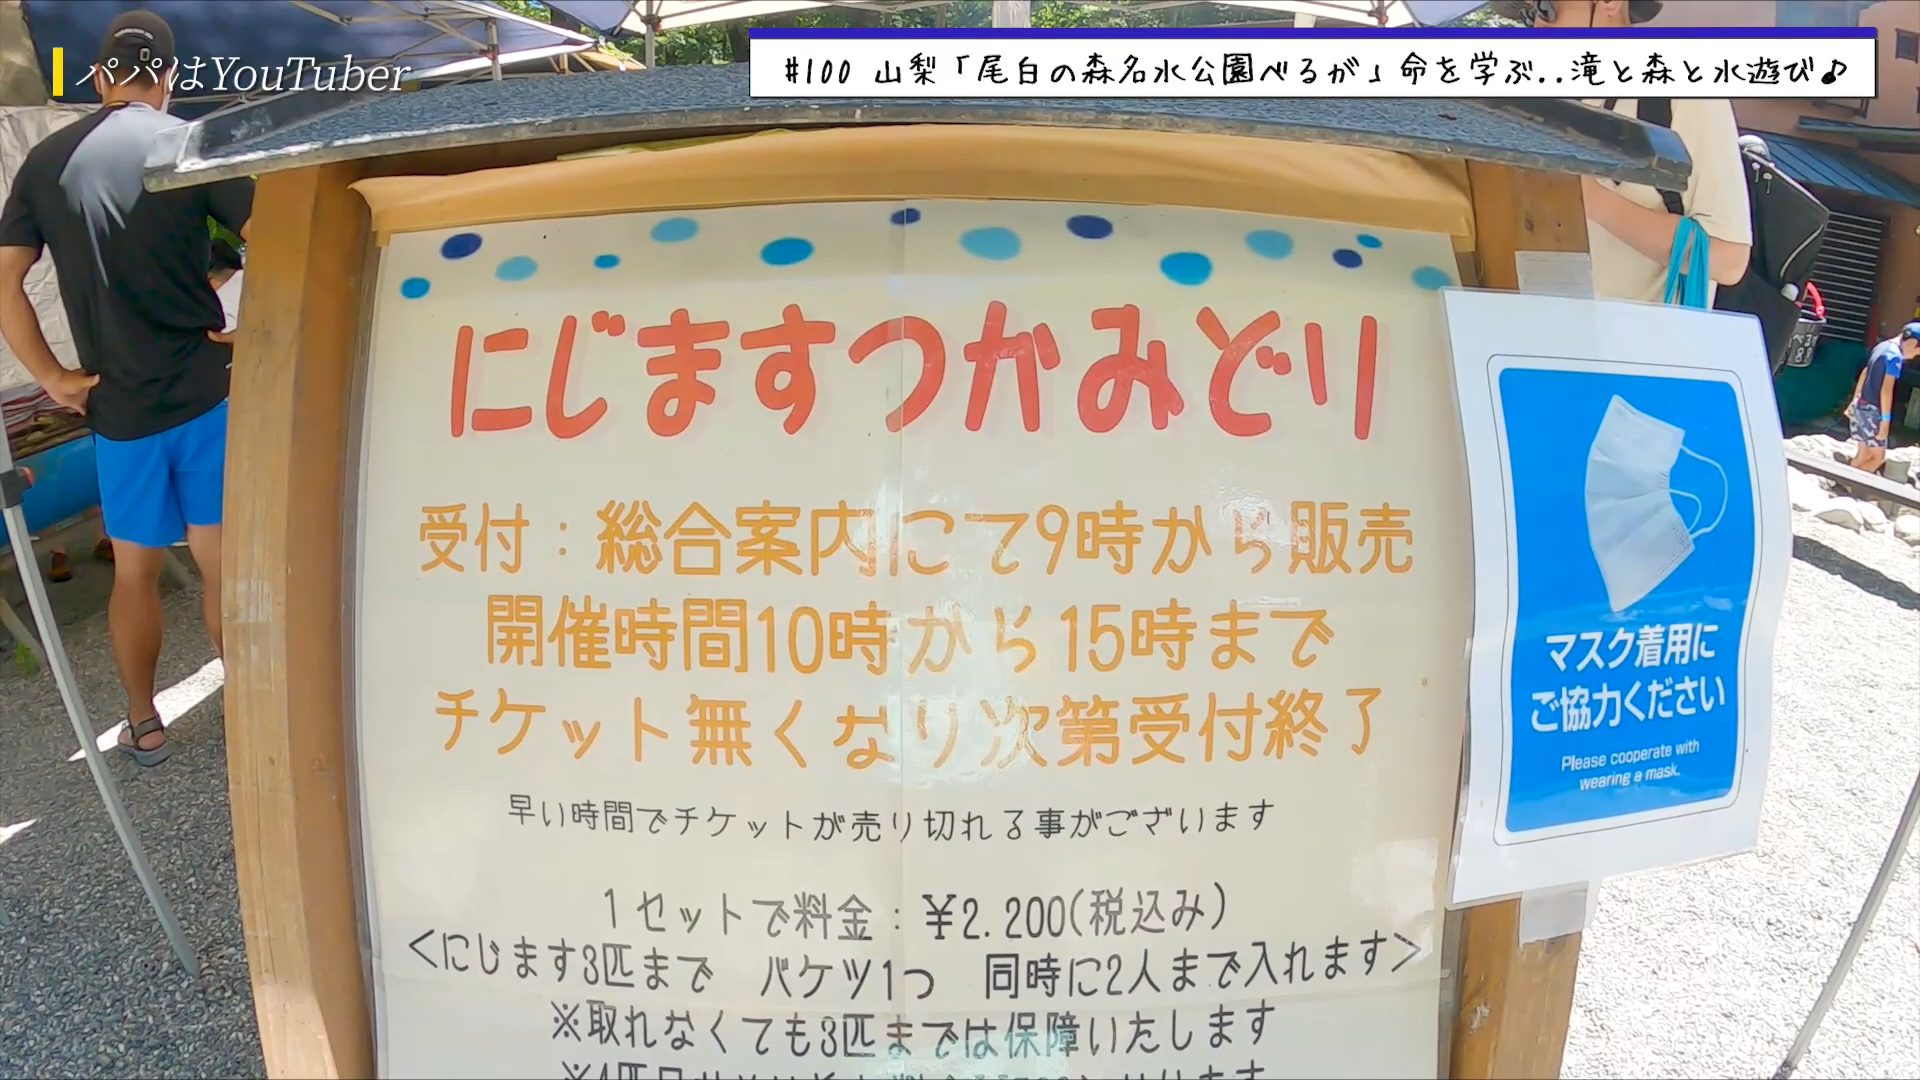 パパはYouTuber
#100 山梨「尾白の森名水公園べるが」命を学ぶ..滝と森と水遊び♪
にじますつかみどり
受付：総合案内にて9時から販売
開催時間10時から15時まで
チケット無くなり次第受付終了
早い時間でチケットが売り切れる事がございます
1セットで料金：￥2.200(税込み)
<にじます3匹まで　バケツ1つ　同時に2人まで入れます>
※取れなくても3匹までは保障いたします
マスク着用に
ご協力ください
Please cooperate with
wearing a mask.